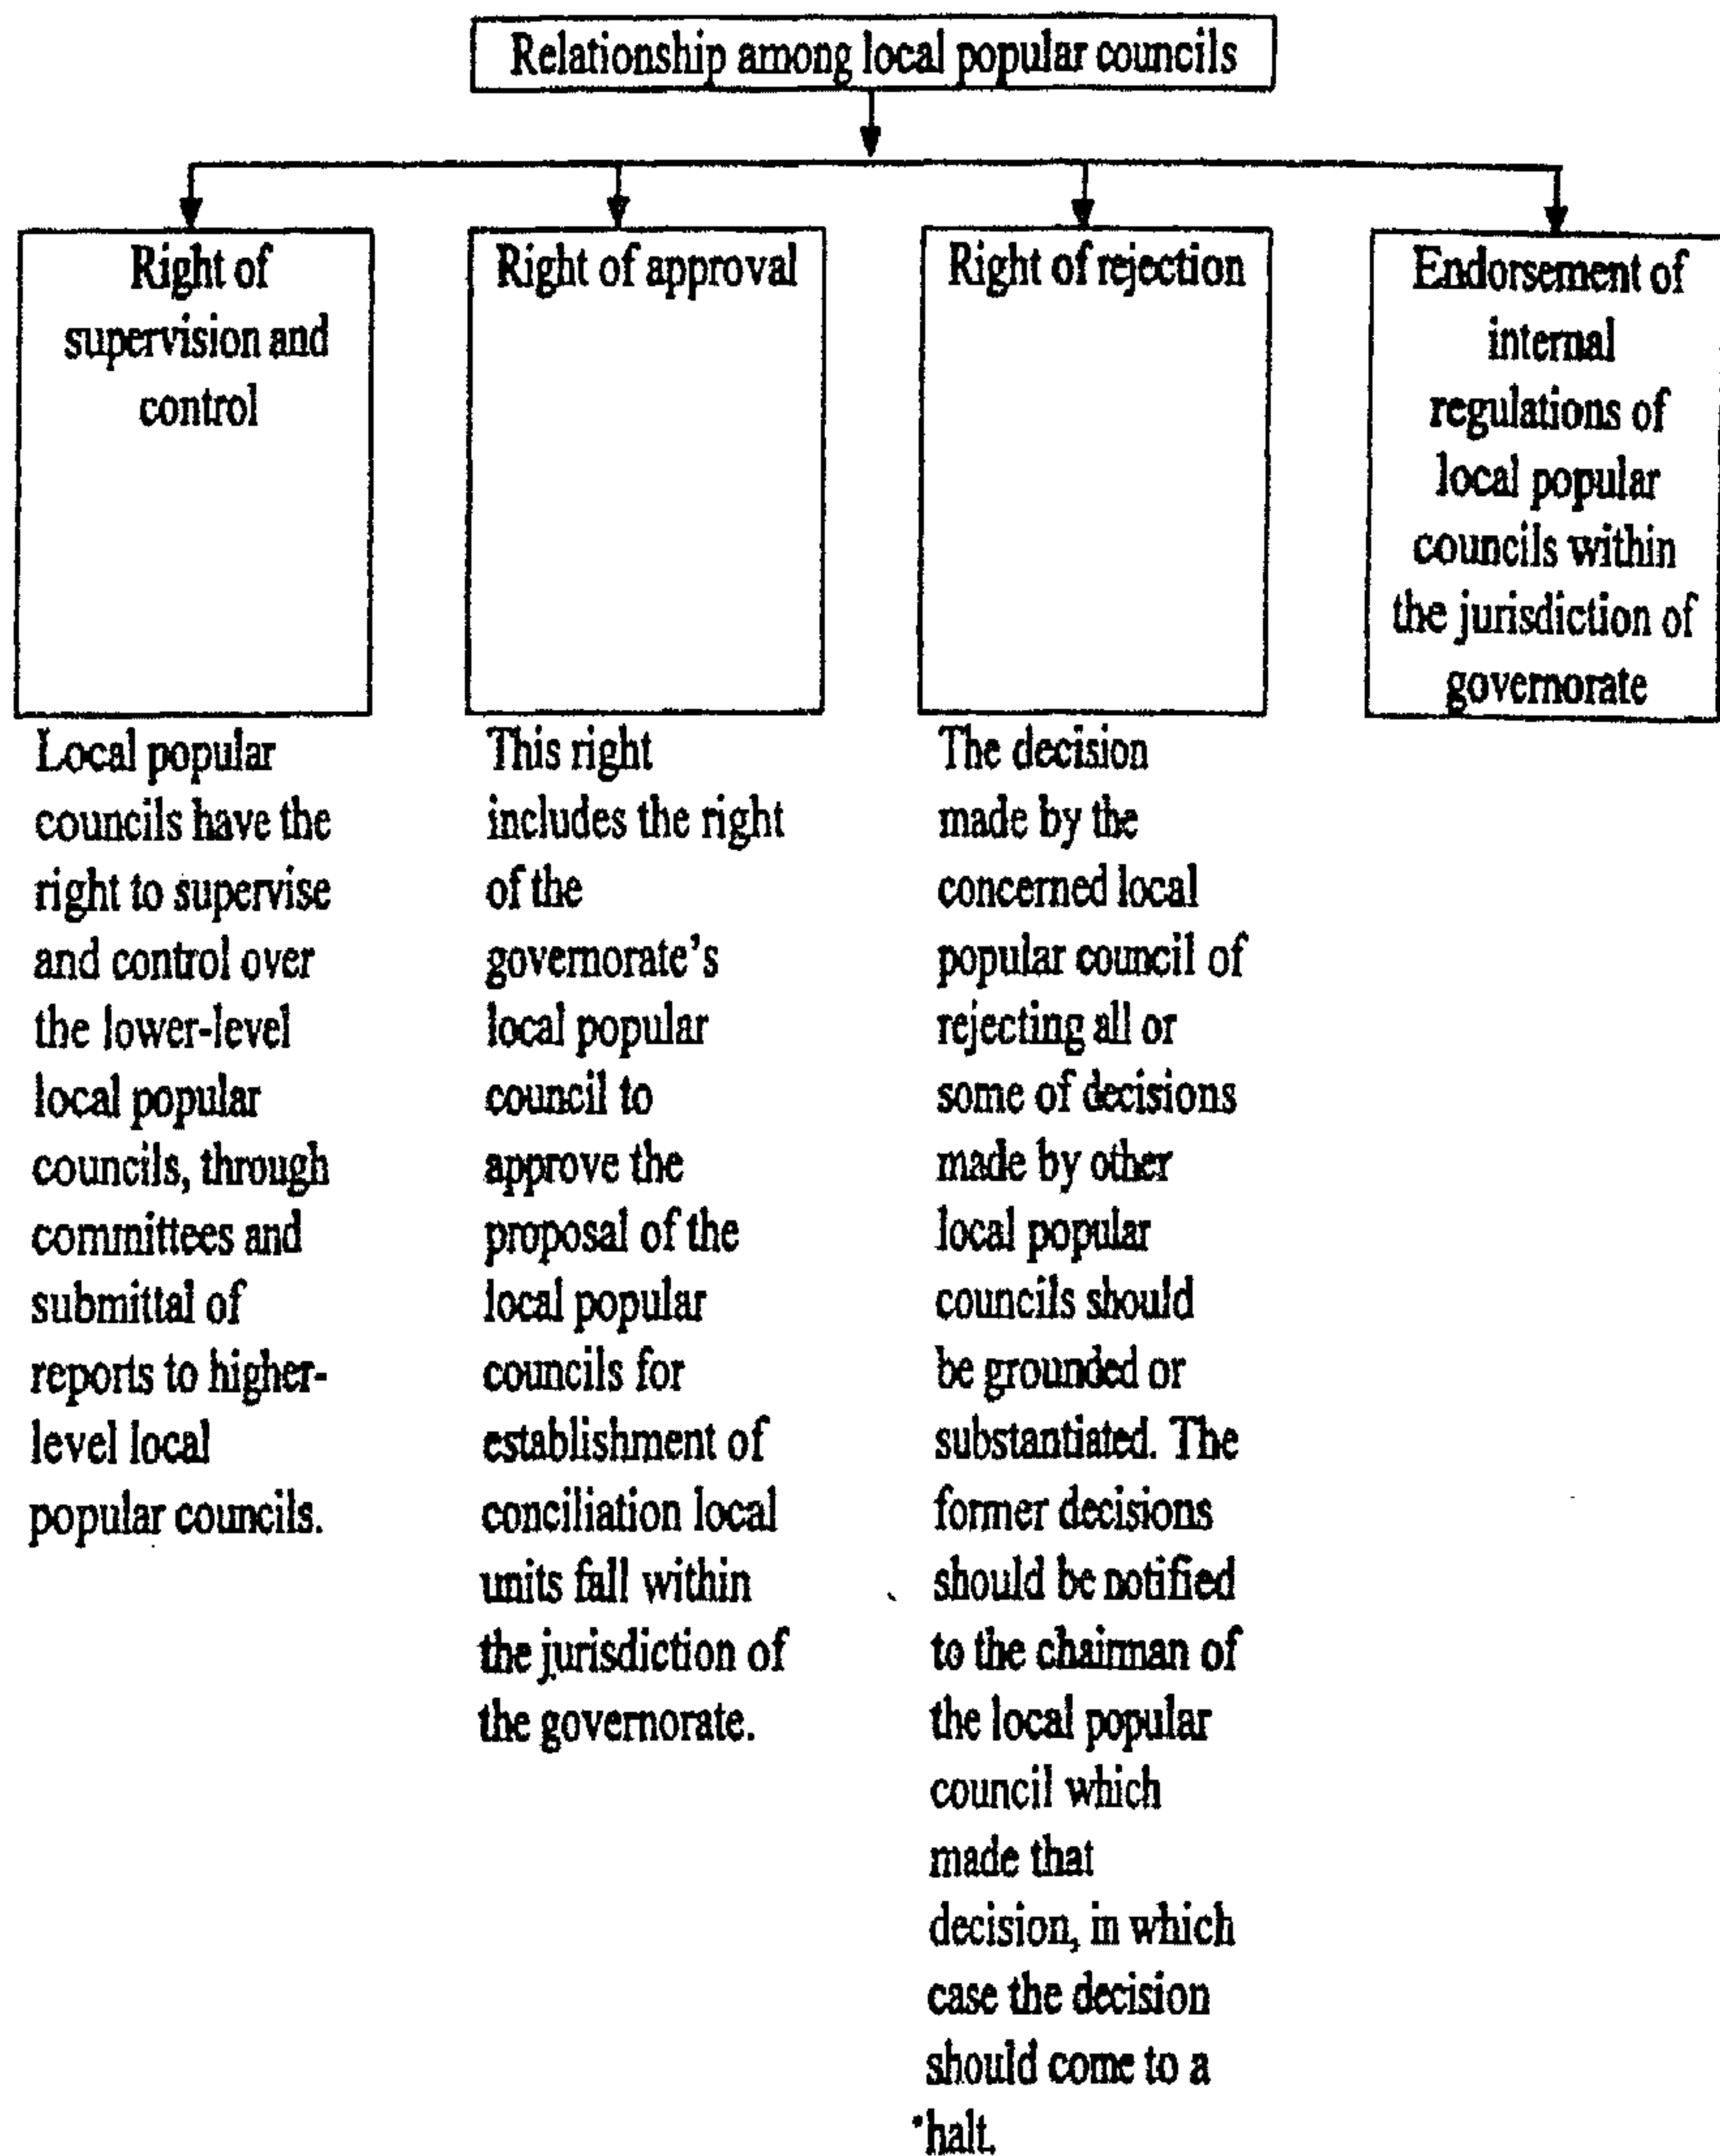 Relationship among local popular councils
Right of
supervision and
control
Right of approval
Right of rejection
Endorsement of
internal
regulations of
local popular
councils within
the jurisdiction of
governorate
Local popular
councils have the
right to supervise
and control over
the lower-level
local popular
councils, through
committees and
submittal of
reports to higher-
level local
popular councils.
This right
includes the right
of the
governorate's
local popular
council to
approve the
proposal of the
local popular
councils for
establishment of
conciliation local
units fall within
the jurisdiction of
the governorate.
The decision
made by the
concerned local
popular council of
rejecting all or
some of decisions
made by other
local popular
councils should
be grounded or
substantiated. The
former decisions
should be notified
to the chairman of
the local popular
council which
made that
decision, in which
case the decision
should come to a
halt.